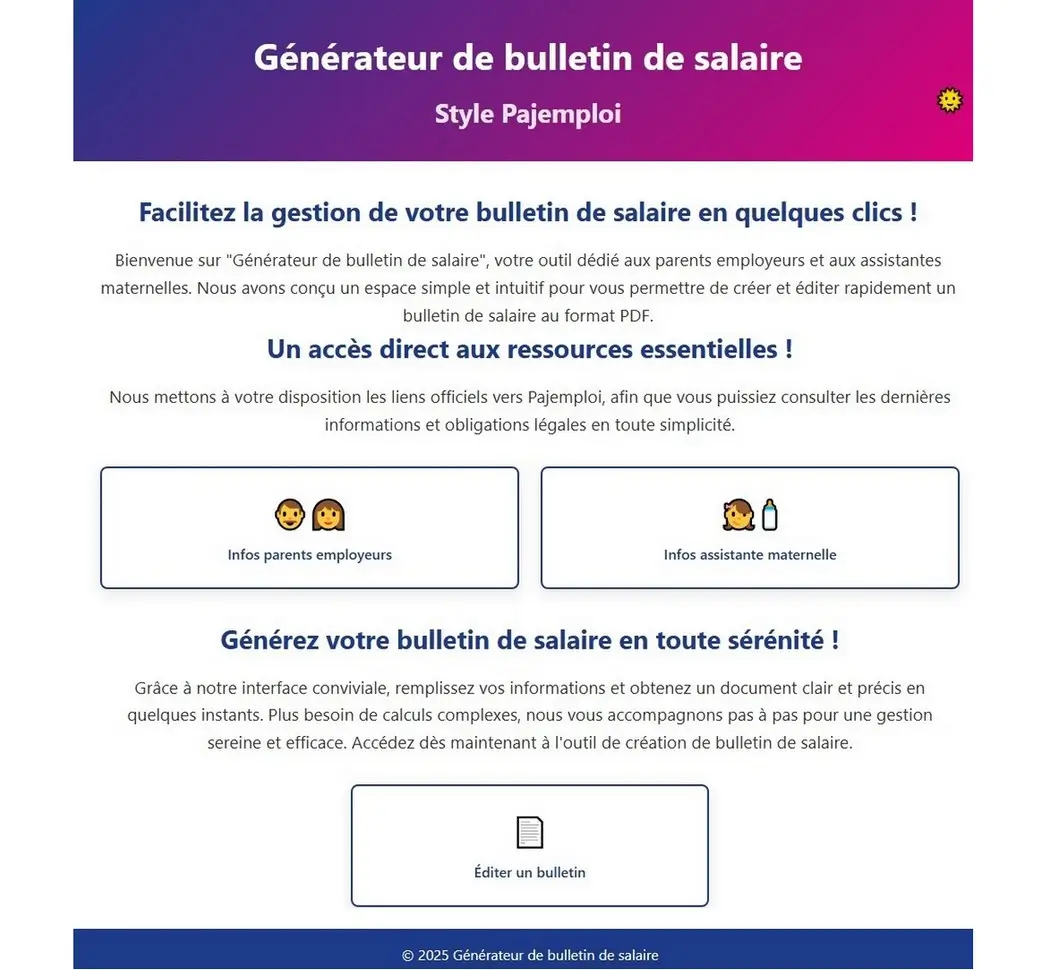 Générateur de bulletin de salaire
Style Pajemploi
Facilitez la gestion de votre bulletin de salaire en quelques clics !
Bienvenue sur "Générateur de bulletin de salaire", votre outil dédié aux parents employeurs et aux assistantes
maternelles. Nous avons conçu un espace simple et intuitif pour vous permettre de créer et éditer rapidement un
bulletin de salaire au format PDF.
Un accès direct aux ressources essentielles !
Nous mettons à votre disposition les liens officiels vers Pajemploi, afin que vous puissiez consulter les dernières
informations et obligations légales en toute simplicité.
Infos parents employeurs
Infos assistante maternelle
Générez votre bulletin de salaire en toute sérénité !
Grâce à notre interface conviviale, remplissez vos informations et obtenez un document clair et précis en
quelques instants. Plus besoin de calculs complexes, nous vous accompagnons pas à pas pour une gestion
sereine et efficace. Accédez dès maintenant à l'outil de création de bulletin de salaire.
Éditer un bulletin
© 2025 Générateur de bulletin de salaire